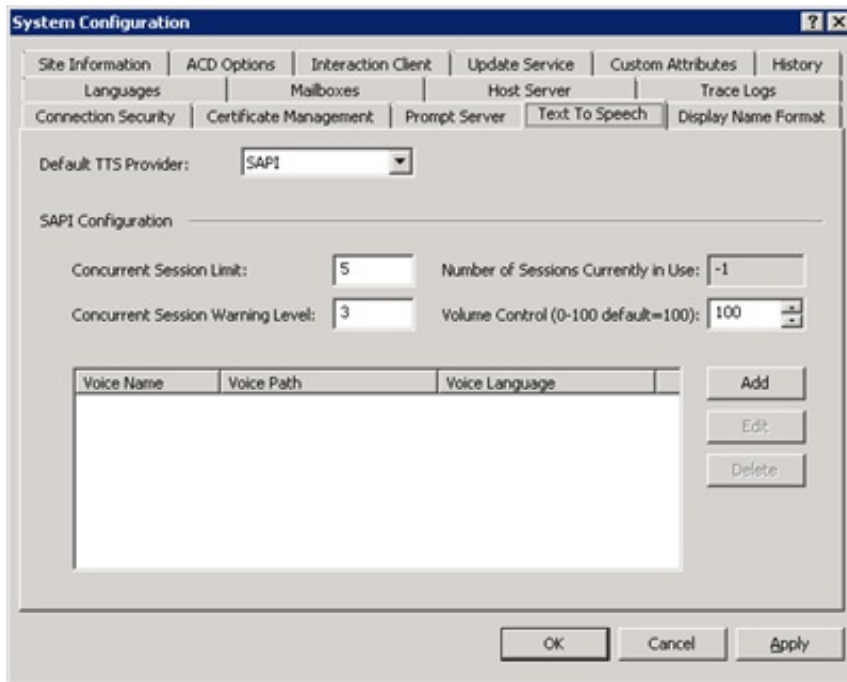 System Configuration
Site Information ACD Options Interaction Client Update Service Custom Attributes History
Languages Mailboxes Host Server Trace Logs
Connection Security Certificate Management Prompt Server Text To Speech Display Name Format
Default TTS Provider: SAPI
SAPI Configuration
Concurrent Session Limit: 5 Number of Sessions Currently in Use: -1
Concurrent Session Warning Level: 3 Volume Control (0-100 default=100): 100
Voice Name Voice Path Voice Language Add
Edit
Delete
OK Cancel Apply